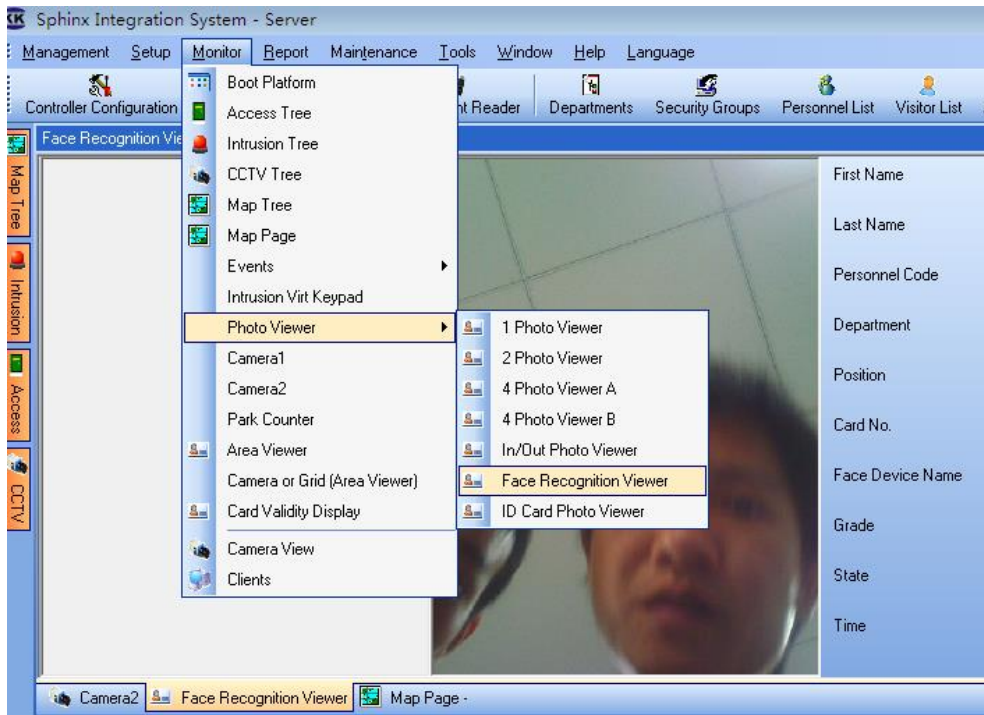 Sphinx Integration System - Server
Management Setup Monitor Report Maintenance Tools Window Help Language
Controller Configuration
Reader Departments Security Groups Personnel List Visitor List
Face Recognition
Map Tree
Intrusion
Access
CCTV
Boot Platform
Access Tree
Intrusion Tree
CCTV Tree
Map Tree
Map Page
Events
Intrusion Virt Keypad
Photo Viewer
Camera1
Camera2
Park Counter
Area Viewer
Camera or Grid (Area Viewer)
Card Validity Display
Camera View
Clients
1 Photo Viewer
2 Photo Viewer
4 Photo Viewer A
4 Photo Viewer B
In/Out Photo Viewer
Face Recognition Viewer
ID Card Photo Viewer
First Name
Last Name
Personnel Code
Department
Position
Card No.
Face Device Name
Grade
State
Time
Camera2 Face Recognition Viewer Map Page -